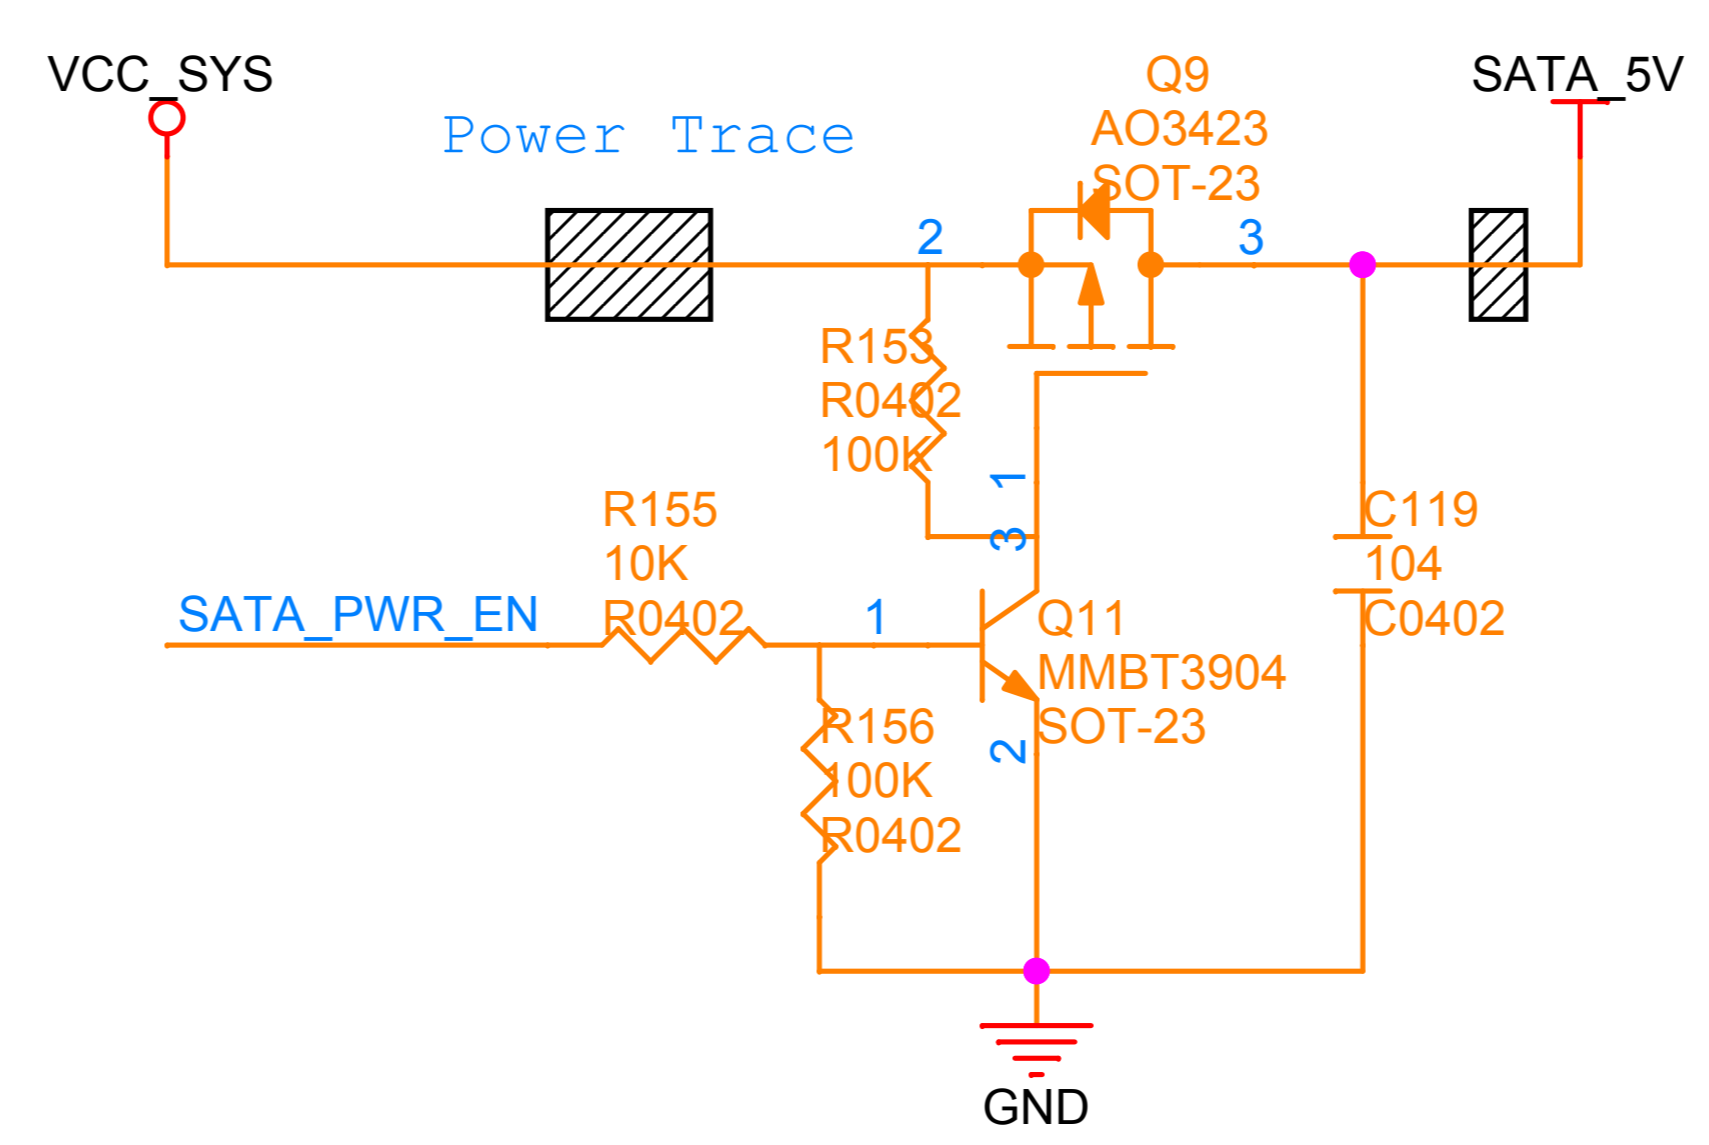 VCC_SYS
Power Trace
Q9
AO3423
SOT-23
SATA_5V
2
3
R153
R0402
100K
1
3
R155
10K
R0402
SATA_PWR_EN
1
Q11
MMBT3904
SOT-23
2
C119
104
C0402
R156
100K
R0402
GND